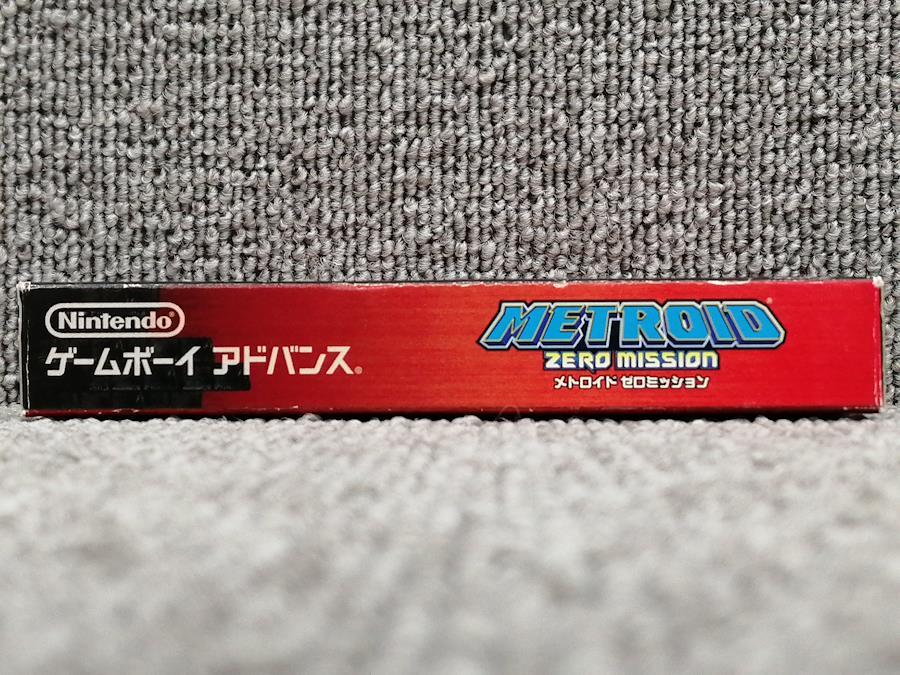 Nintendo®
ゲームボーイ アドバンス®
METROID®
ZERO MISSION
メトロイド ゼロミッション